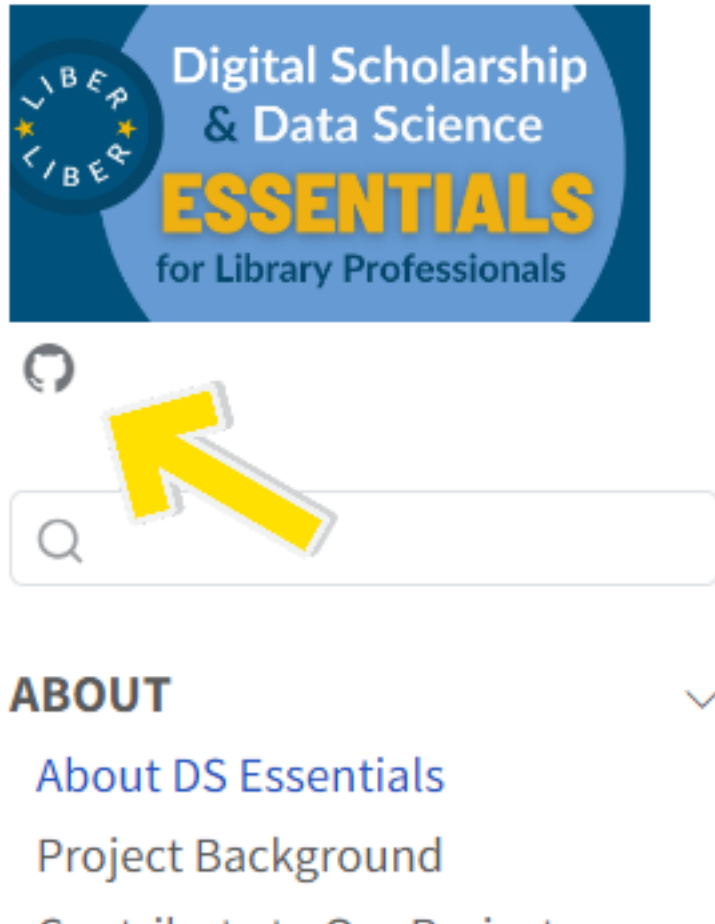 LIBER
LIBER
Digital Scholarship
& Data Science
ESSENTIALS
for Library Professionals
ABOUT
About DS Essentials
Project Background